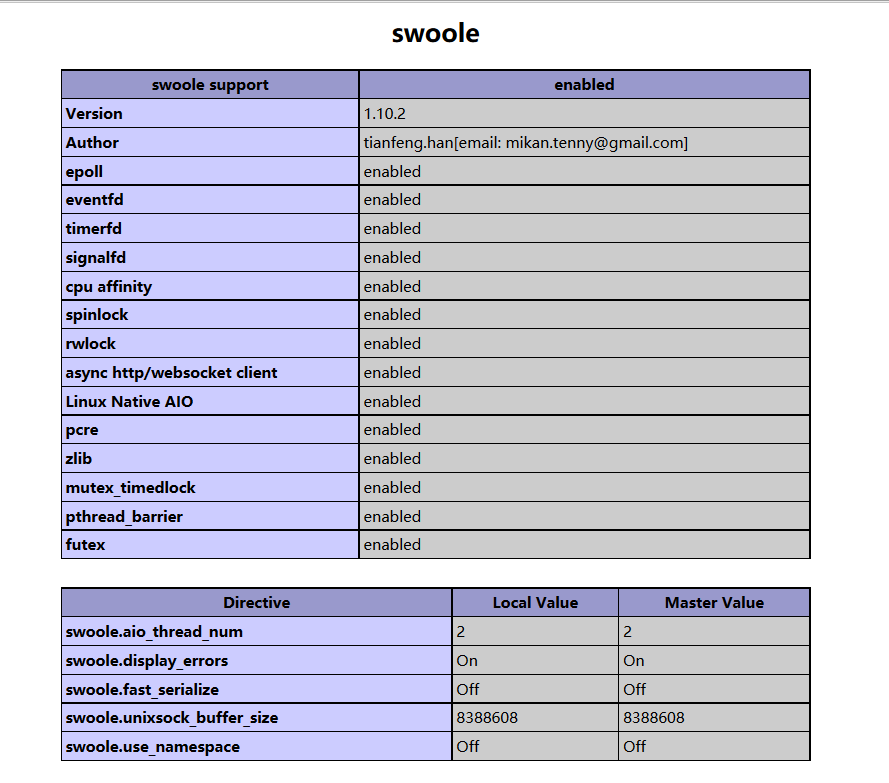 swoole
swoole support enabled
Version 1.10.2
Author tianfeng.han[email: mikan.tenny@gmail.com]
epoll enabled
eventfd enabled
timerfd enabled
signalfd enabled
cpu affinity enabled
spinlock enabled
rwlock enabled
async http/websocket client enabled
Linux Native AIO enabled
pcre enabled
zlib enabled
mutex_timedlock enabled
pthread_barrier enabled
futex enabled
Directive Local Value Master Value
swoole.aio_thread_num 2 2
swoole.display_errors On On
swoole.fast_serialize Off Off
swoole.unixsock_buffer_size 8388608 8388608
swoole.use_namespace Off Off